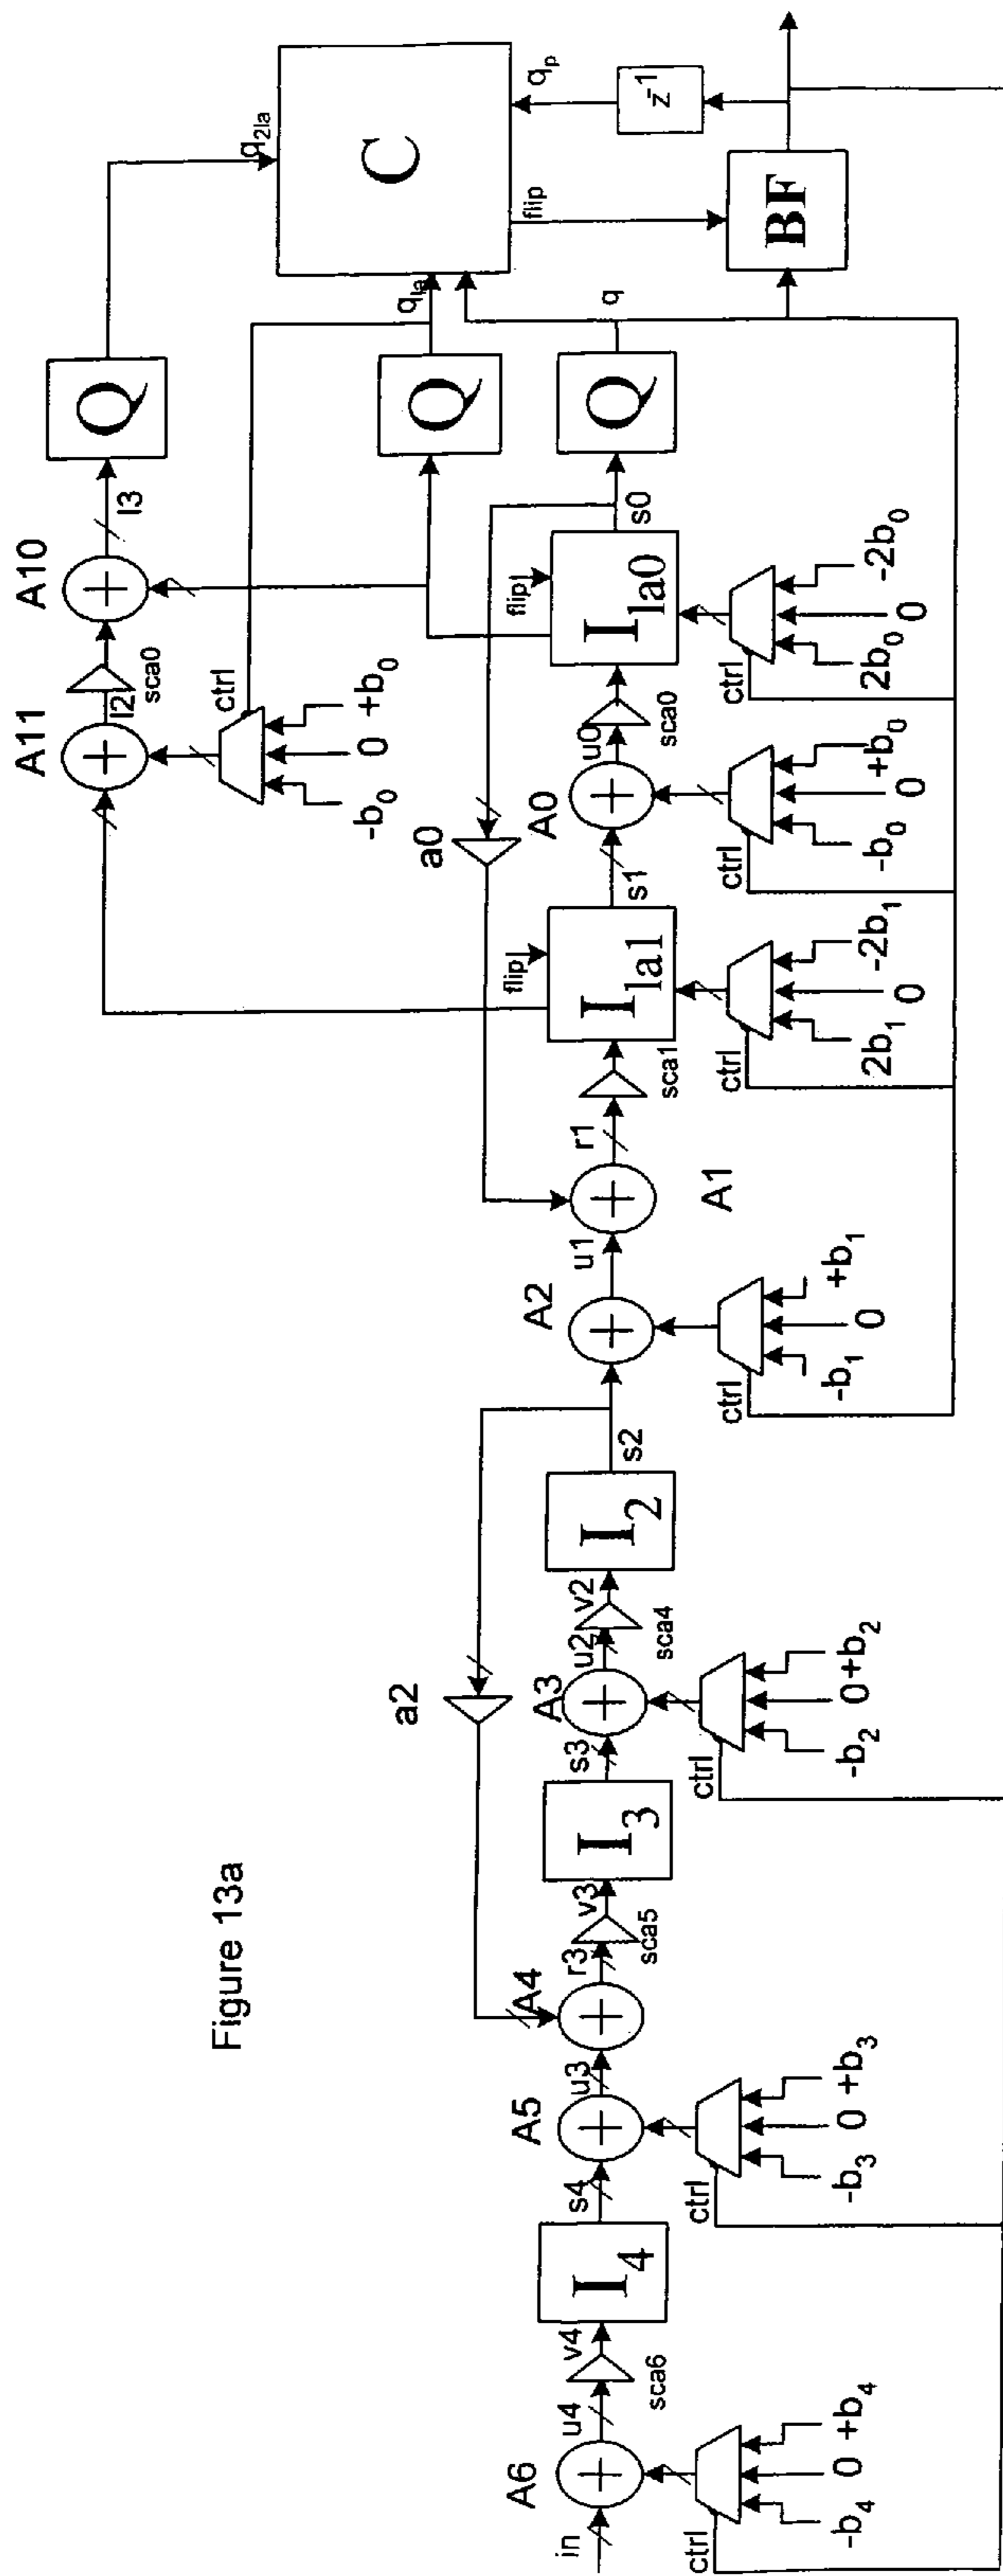 Figure 13a
in
A6
u4
sca6
v4
I4
s4
A5
u3
A4
r3
sca5
v3
I3
s3
A3
u2
sca4
v2
I2
s2
a2
A2
u1
A1
r1
sca1
flip
Ila1
s1
A0
u0
sca0
flip
Ila0
s0
a0
A11
l2
sca0
A10
l3
Q
Q
Q
q2la
qla
q
C
flip
qp
z-1
BF
ctrl
-b4
0
+b4
ctrl
-b3
0
+b3
ctrl
-b2
0
+b2
ctrl
-b1
0
+b1
ctrl
2b1
0
-2b1
ctrl
-b0
0
+b0
ctrl
2b0
0
-2b0
ctrl
-b0
0
+b0